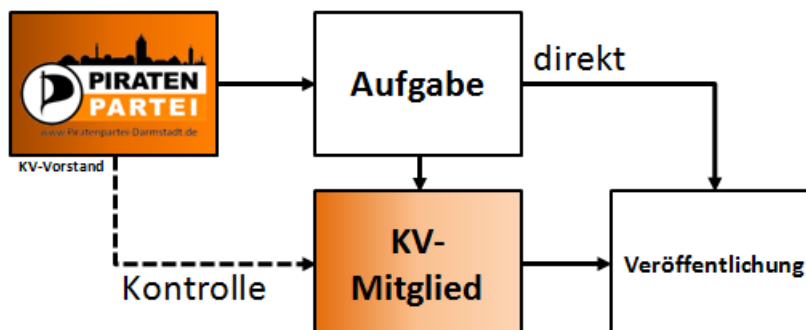 PIRATEN
PARTEI
www.Piratenpartei-Darmstadt.de
KV-Vorstand
Aufgabe
direkt
Kontrolle
KV-
Mitglied
Veröffentlichung